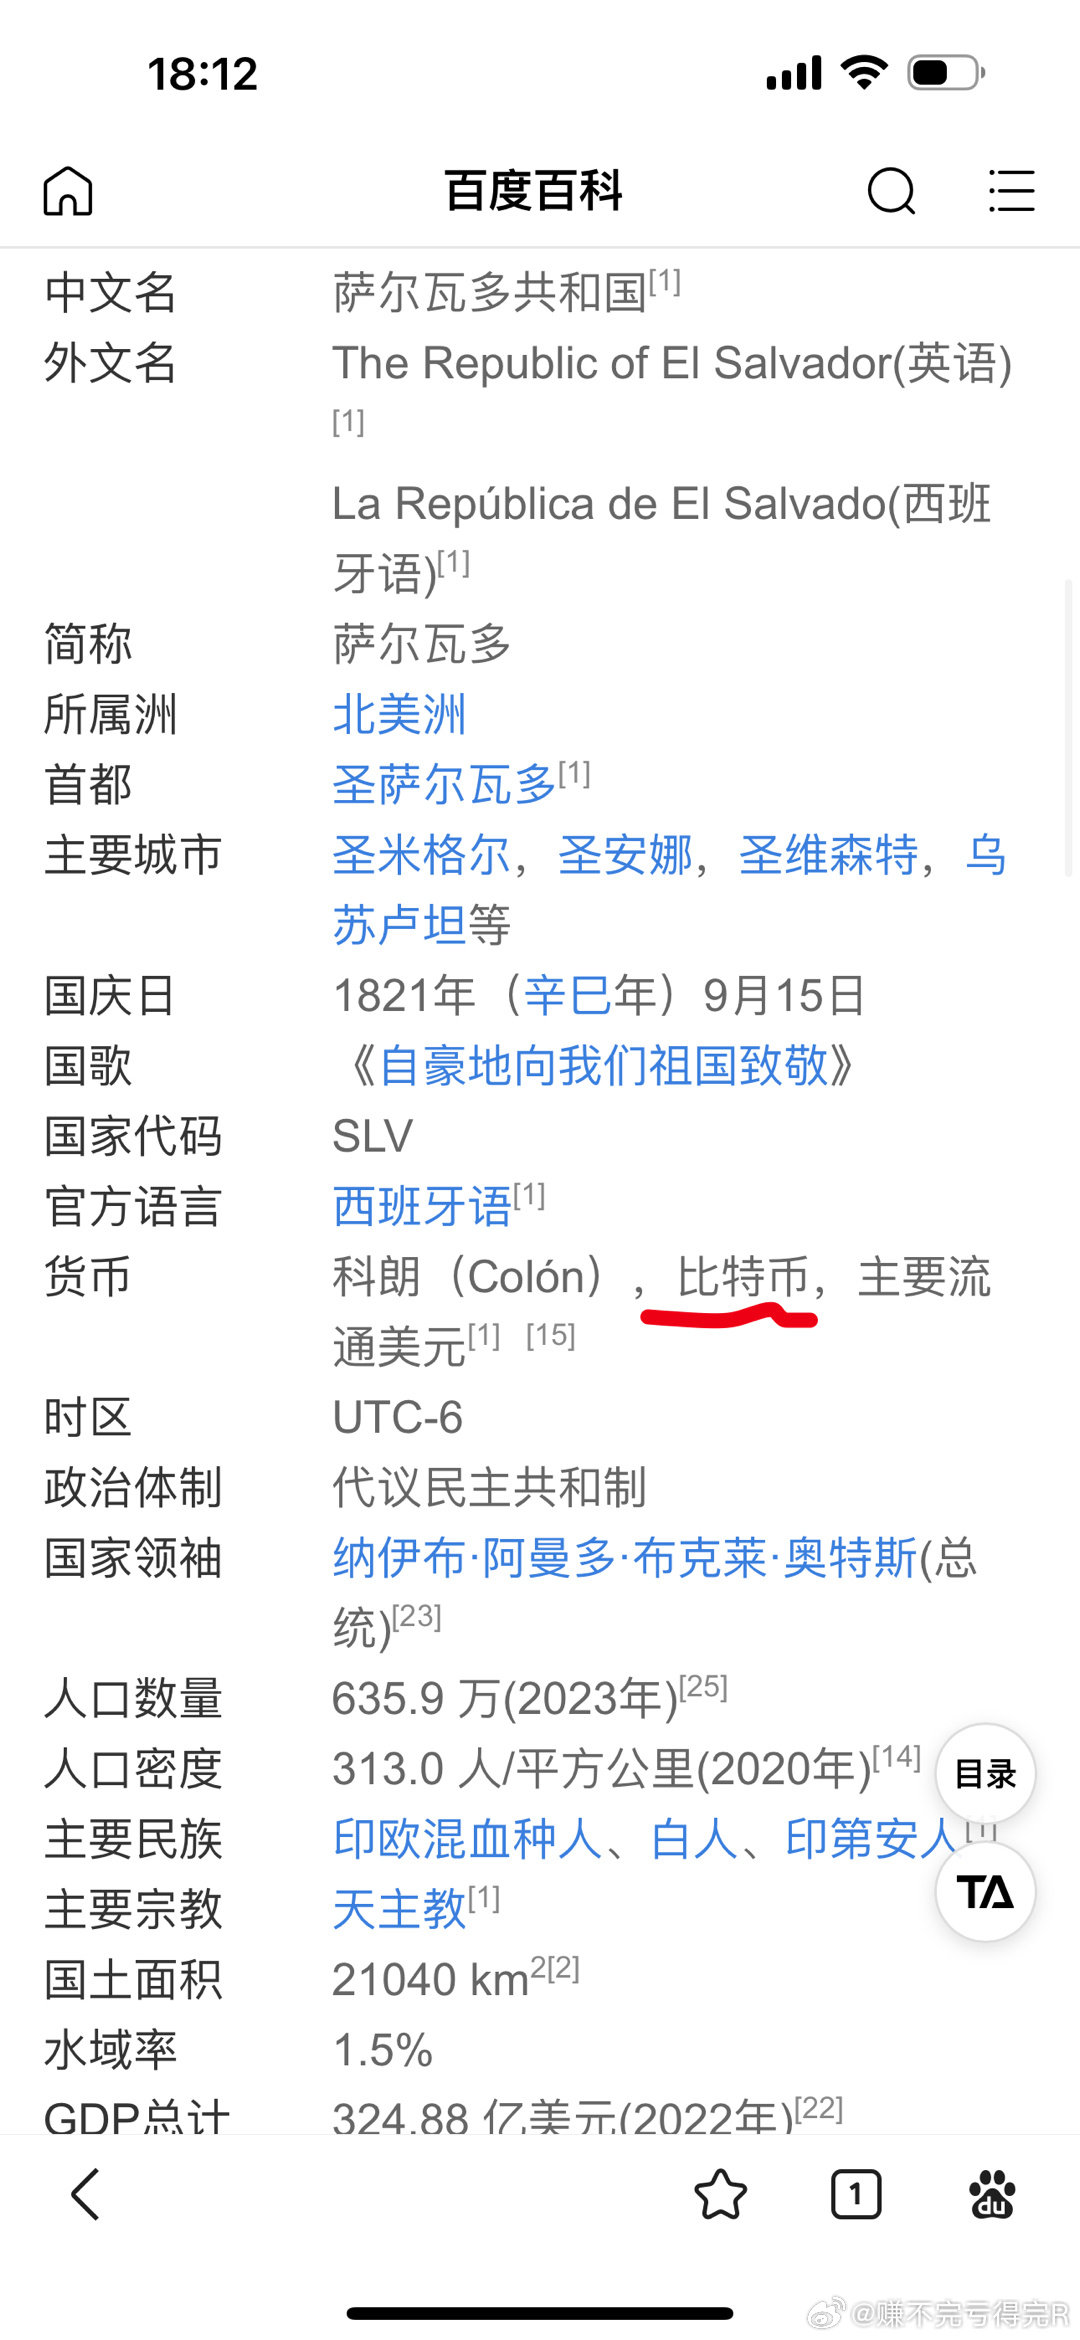 18:12
百度百科
中文名 萨尔瓦多共和国[1]
外文名 The Republic of El Salvador(英语)
[1]
La República de El Salvado(西班
牙语)[1]
简称 萨尔瓦多
所属洲 北美洲
首都 圣萨尔瓦多[1]
主要城市 圣米格尔，圣安娜，圣维森特，乌
苏卢坦等
国庆日 1821年（辛巳年）9月15日
国歌 《自豪地向我们祖国致敬》
国家代码 SLV
官方语言 西班牙语[1]
货币 科朗（Colón），比特币，主要流
通美元[1] [15]
时区 UTC-6
政治体制 代议民主共和制
国家领袖 纳伊布·阿曼多·布克莱·奥特斯(总
统)[23]
人口数量 635.9 万(2023年)[25]
人口密度 313.0 人/平方公里(2020年)[14]
目录
主要民族 印欧混血种人、白人、印第安人[1]
TA
主要宗教 天主教[1]
国土面积 21040 km2[2]
水域率 1.5%
GDP总计 324.88 亿美元(2022年)[22]
1
du
@赚不完亏得完R